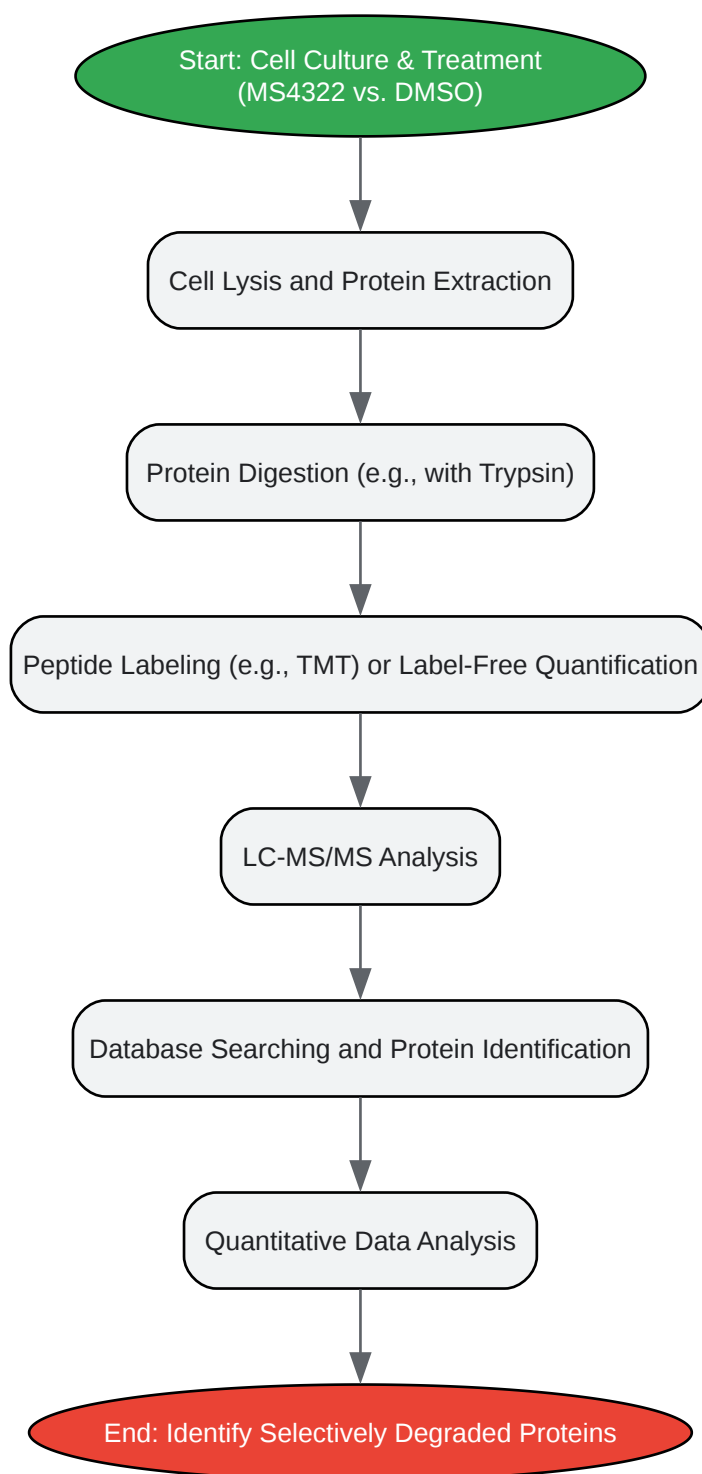 Start: Cell Culture & Treatment
(MS4322 vs. DMSO)
Cell Lysis and Protein Extraction
Protein Digestion (e.g., with Trypsin)
Peptide Labeling (e.g., TMT) or Label-Free Quantification
LC-MS/MS Analysis
Database Searching and Protein Identification
Quantitative Data Analysis
End: Identify Selectively Degraded Proteins